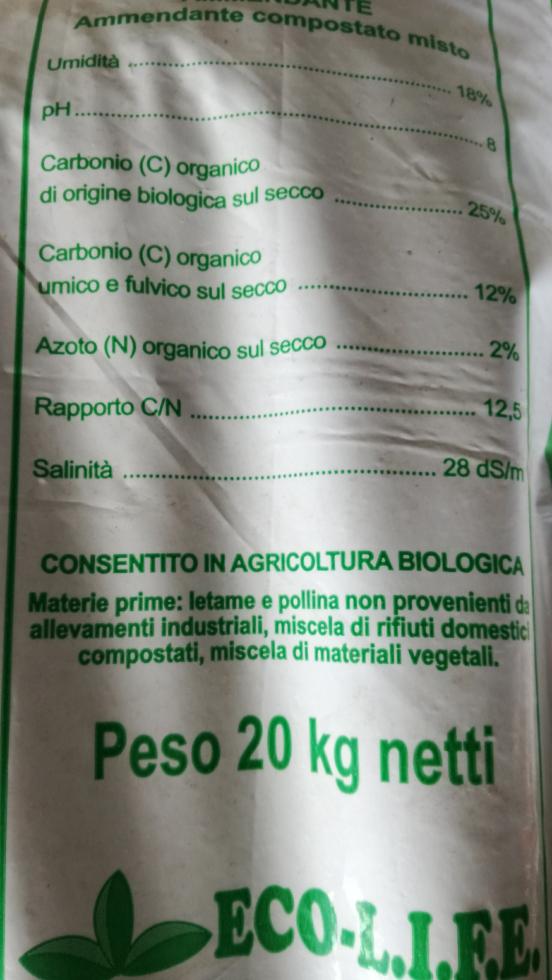 Ammendante compostato misto
Umidità ........ 18%
pH ........ 8
Carbonio (C) organico
di origine biologica sul secco ........ 25%
Carbonio (C) organico
umico e fulvico sul secco ........ 12%
Azoto (N) organico sul secco ........ 2%
Rapporto C/N ........ 12,5
Salinità ........ 28 dS/m
CONSENTITO IN AGRICOLTURA BIOLOGICA
Materie prime: letame e pollina non provenienti da
allevamenti industriali, miscela di rifiuti domestici
compostati, miscela di materiali vegetali.
Peso 20 kg netti
ECO-L.I.F.E.